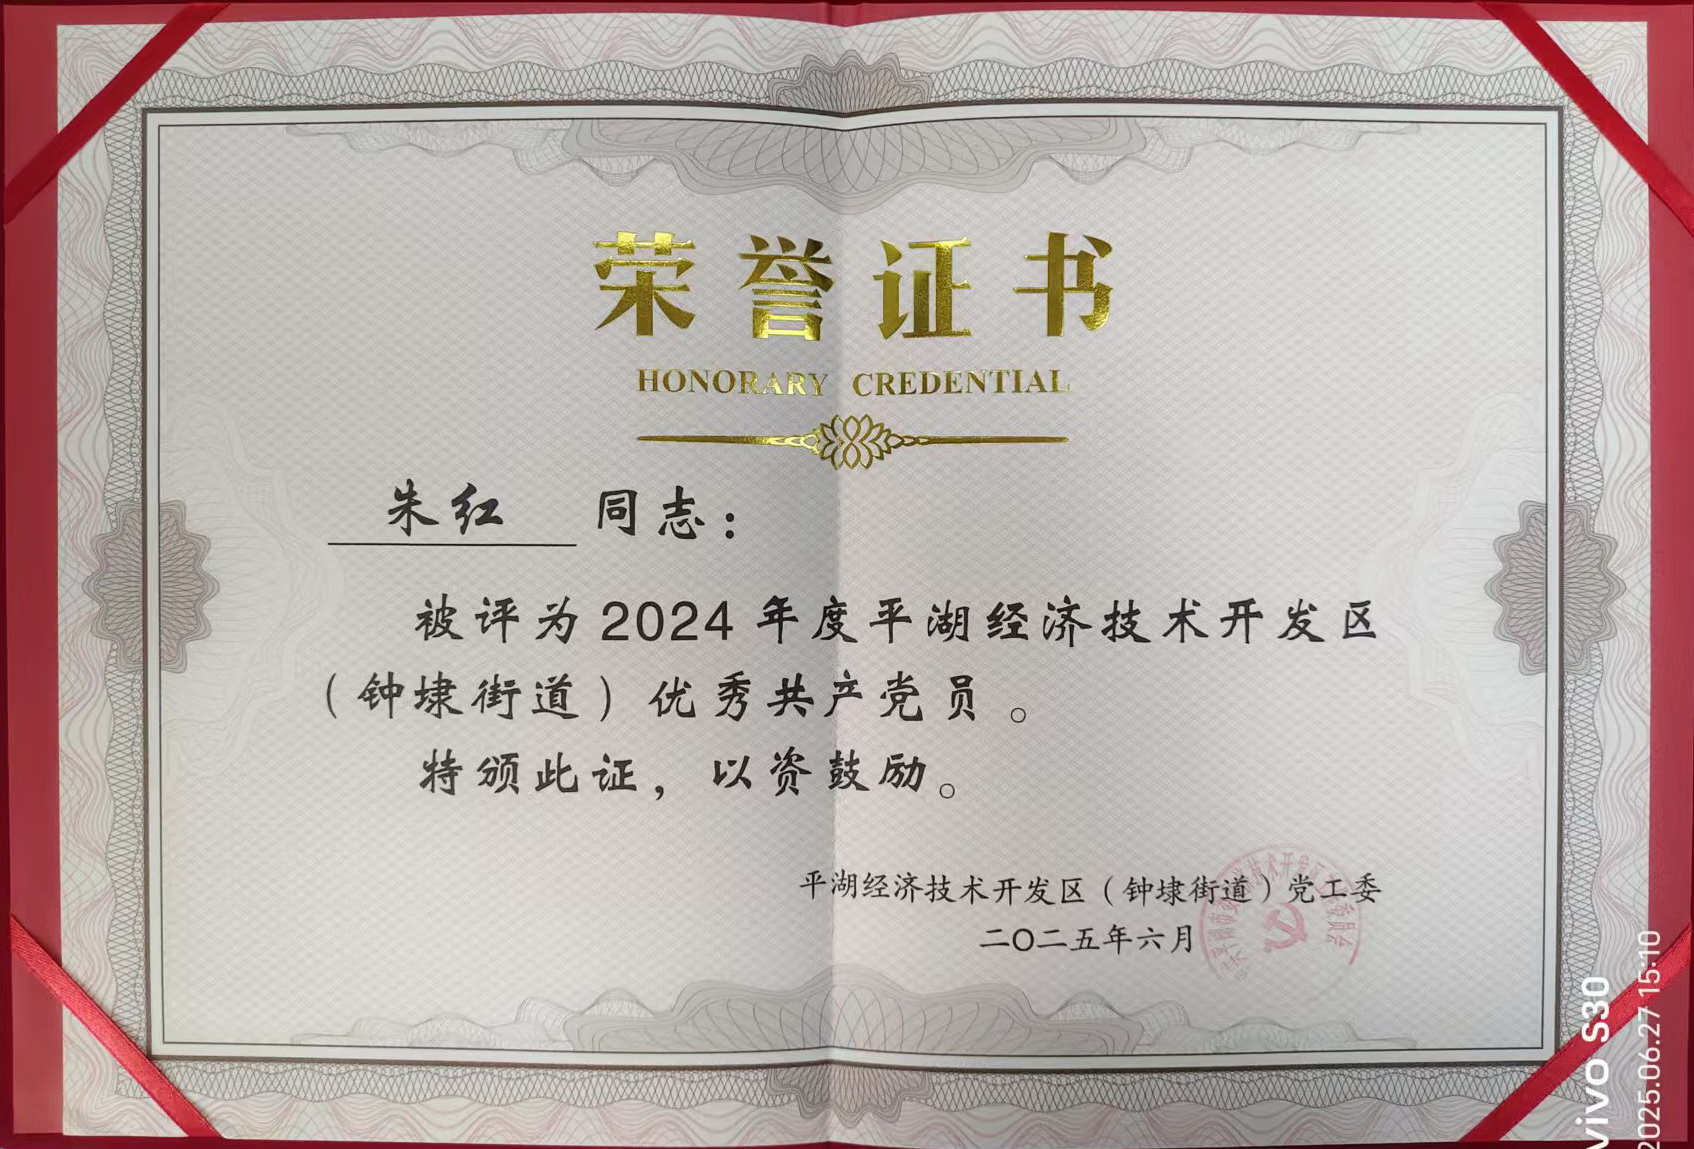 荣誉证书
HONORARY CREDENTIAL
朱红 同志：
被评为2024年度平湖经济技术开发区
（钟埭街道）优秀共产党员。
特颁此证，以资鼓励。
平湖经济技术开发区（钟埭街道）党工委
二〇二五年六月
vivo S30
2025.06.27 15:10